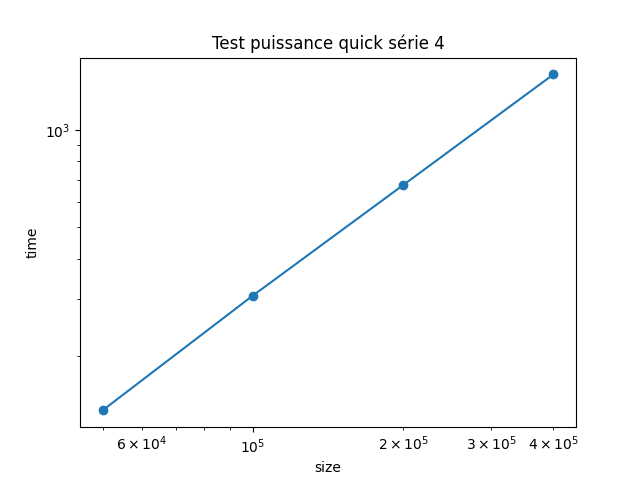 Test puissance quick série 4
time
10³
6 × 10⁴
10⁵
2 × 10⁵
3 × 10⁵
4 × 10⁵
size